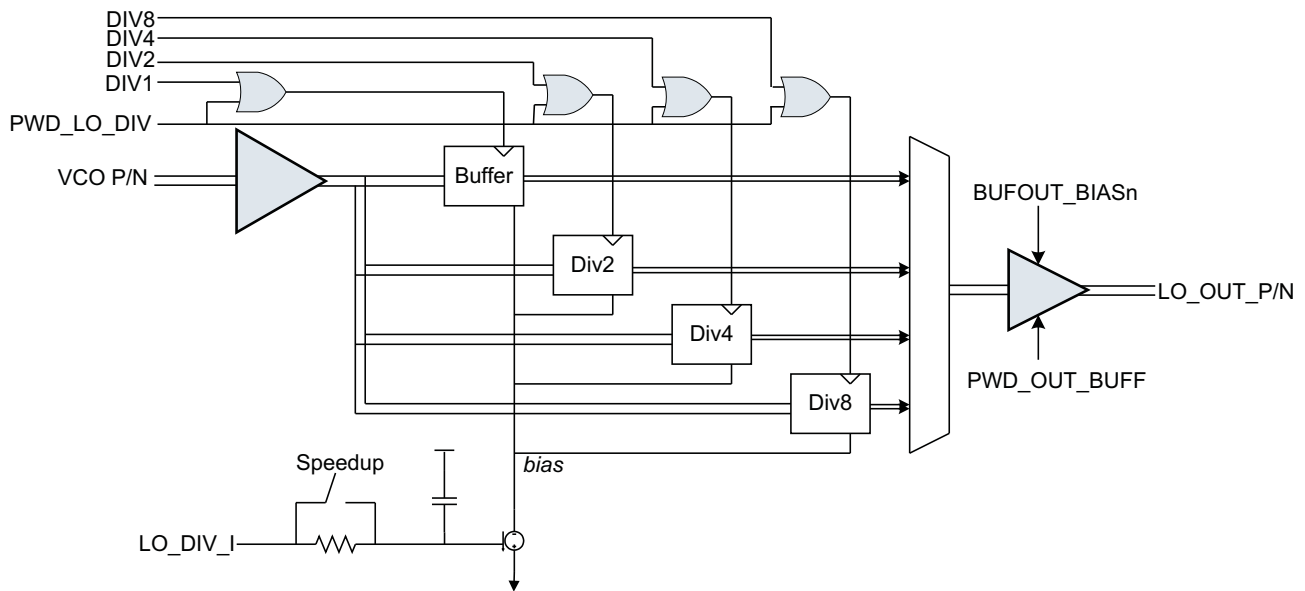 DIV8
DIV4
DIV2
DIV1
PWD_LO_DIV
VCO P/N
Buffer
Div2
Div4
Div8
BUFOUT_BIASn
LO_OUT_P/N
PWD_OUT_BUFF
bias
Speedup
LO_DIV_I